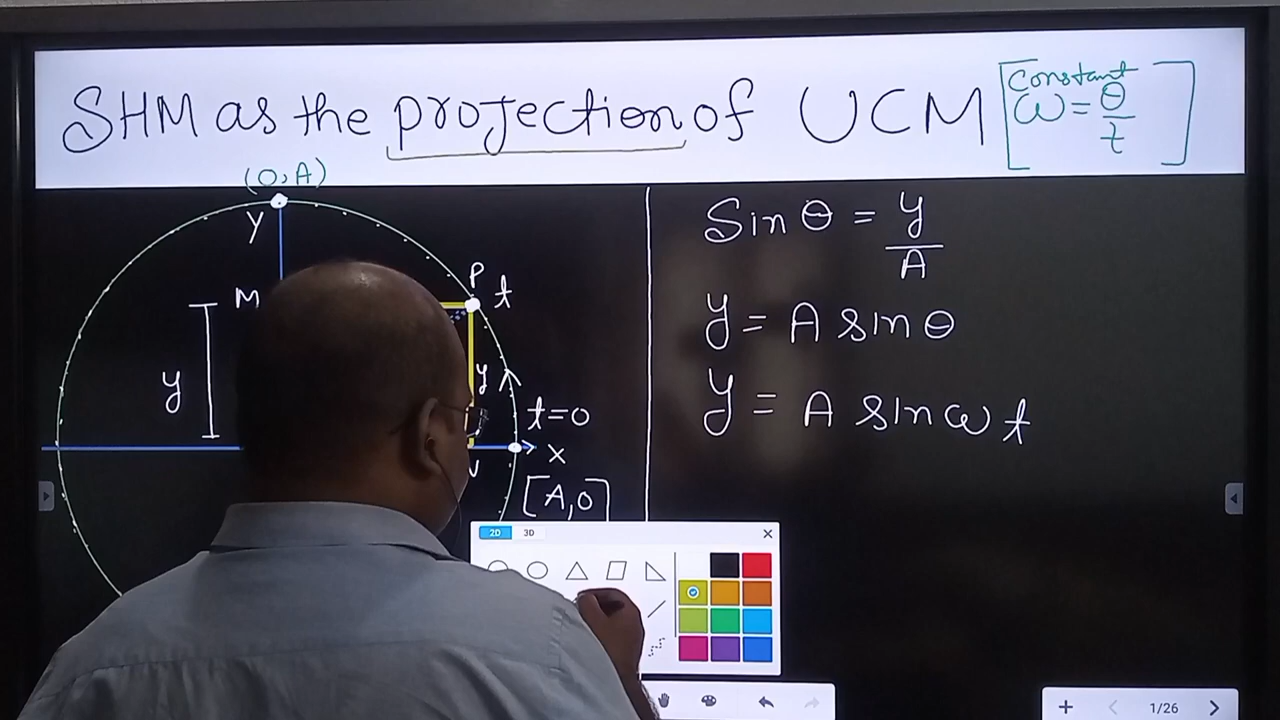 SHM as the projection of UCM
[Constant
ω = θ/t]
(0,A)
Y
M
P
t
y
y
t=0
X
[A,0]
Sin θ = y/A
y = A sin θ
y = A sin ω t
2D 3D
1/26